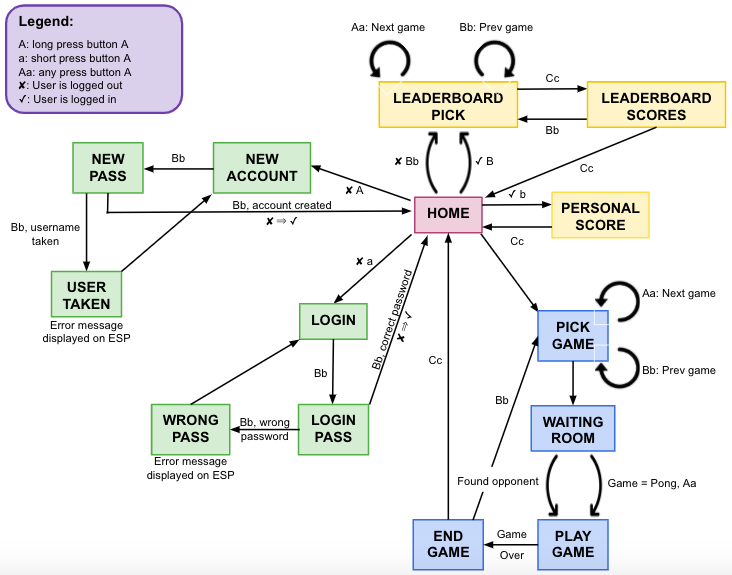 Legend:
A: long press button A
a: short press button A
Aa: any press button A
✘: User is logged out
✓: User is logged in
Aa: Next game
Bb: Prev game
LEADERBOARD
PICK
Cc
Bb
LEADERBOARD
SCORES
Cc
✘ Bb
✓ B
NEW
PASS
Bb
NEW
ACCOUNT
✘ A
Bb, account created
✘ ⇒ ✓
HOME
✓ b
Cc
PERSONAL
SCORE
Bb, username
taken
USER
TAKEN
Error message
displayed on ESP
✘ a
LOGIN
Bb
Bb, correct password
✘ ⇒ ✓
WRONG
PASS
Error message
displayed on ESP
Bb, wrong
password
LOGIN
PASS
Cc
Bb
PICK
GAME
Aa: Next game
Bb: Prev game
WAITING
ROOM
Found opponent
Game = Pong, Aa
END
GAME
Game
Over
PLAY
GAME